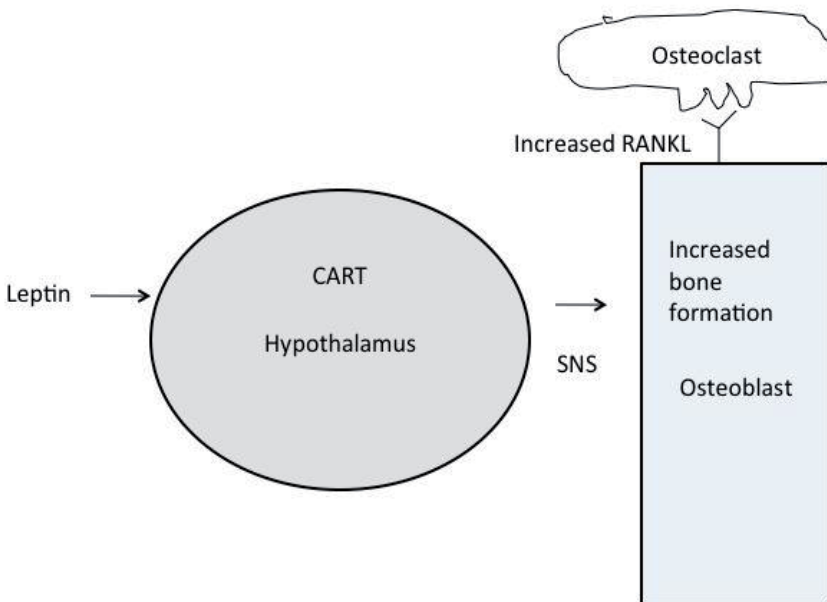 Osteoclast
Increased RANKL
Leptin
CART
Hypothalamus
SNS
Increased
bone
formation
Osteoblast